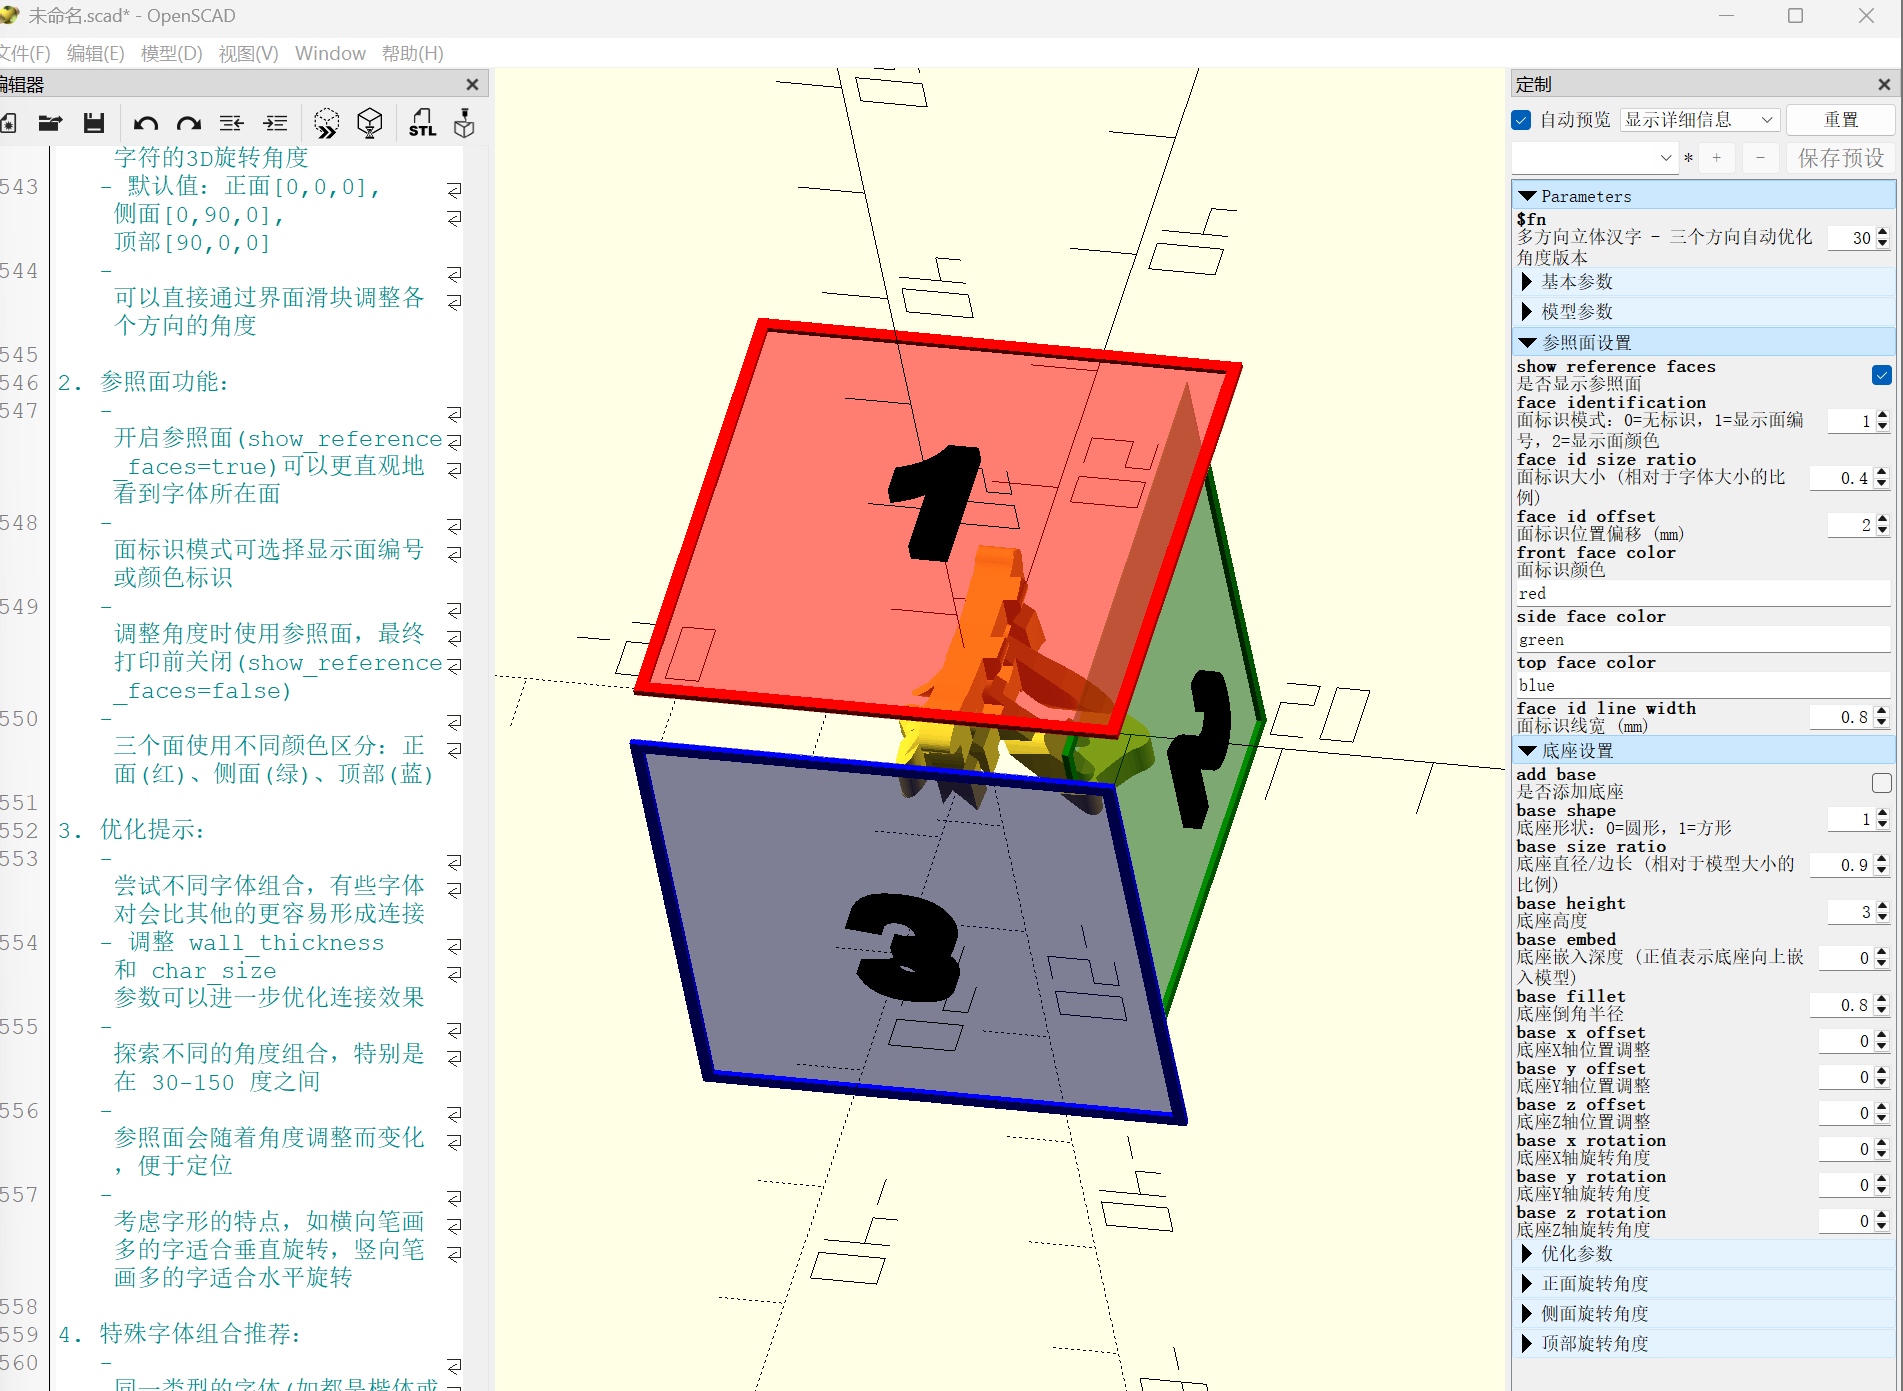 未命名.scad* - OpenSCAD
文件(F) 编辑(E) 模型(D) 视图(V) Window 帮助(H)
编辑器
STL
字符的3D旋转角度
543 - 默认值: 正面[0,0,0],
侧面[0,90,0],
顶部[90,0,0]
544 -
可以直接通过界面滑块调整各
个方向的角度
545
546 2. 参照面功能:
547 -
开启参照面(show_reference
_faces=true)可以更直观地
看到字体所在面
548 -
面标识模式可选择显示面编号
或颜色标识
549 -
调整角度时使用参照面, 最终
打印前关闭(show_reference
_faces=false)
550 -
三个面使用不同颜色区分: 正
面(红)、侧面(绿)、顶部(蓝)
551
552 3. 优化提示:
553 -
尝试不同字体组合, 有些字体
对会比其他的更容易形成连接
554 - 调整 wall_thickness
和 char_size
参数可以进一步优化连接效果
555 -
探索不同的角度组合, 特别是
在 30-150 度之间
556 -
参照面会随着角度调整而变化
, 便于定位
557 -
考虑字形的特点, 如横向笔画
多的字适合垂直旋转, 竖向笔
画多的字适合水平旋转
558
559 4. 特殊字体组合推荐:
560 -
同一类型的字体(如都是楷体或
1
2
3
20
定制
自动预览 显示详细信息 重置
* + - 保存预设
Parameters
$fn
多方向立体汉字 - 三个方向自动优化
角度版本
30
基本参数
模型参数
参照面设置
show reference faces
是否显示参照面
face identification
面标识模式: 0=无标识, 1=显示面编
号, 2=显示面颜色
1
face id size ratio
面标识大小 (相对于字体大小的比
例)
0.4
face id offset
面标识位置偏移 (mm)
2
front face color
面标识颜色
red
side face color
green
top face color
blue
face id line width
面标识线宽 (mm)
0.8
底座设置
add base
是否添加底座
base shape
底座形状: 0=圆形, 1=方形
1
base size ratio
底座直径/边长 (相对于模型大小的
比例)
0.9
base height
底座高度
3
base embed
底座嵌入深度 (正值表示底座向上嵌
入模型)
0
base fillet
底座倒角半径
0.8
base x offset
底座X轴位置调整
0
base y offset
底座Y轴位置调整
0
base z offset
底座Z轴位置调整
0
base x rotation
底座X轴旋转角度
0
base y rotation
底座Y轴旋转角度
0
base z rotation
底座Z轴旋转角度
0
优化参数
正面旋转角度
侧面旋转角度
顶部旋转角度